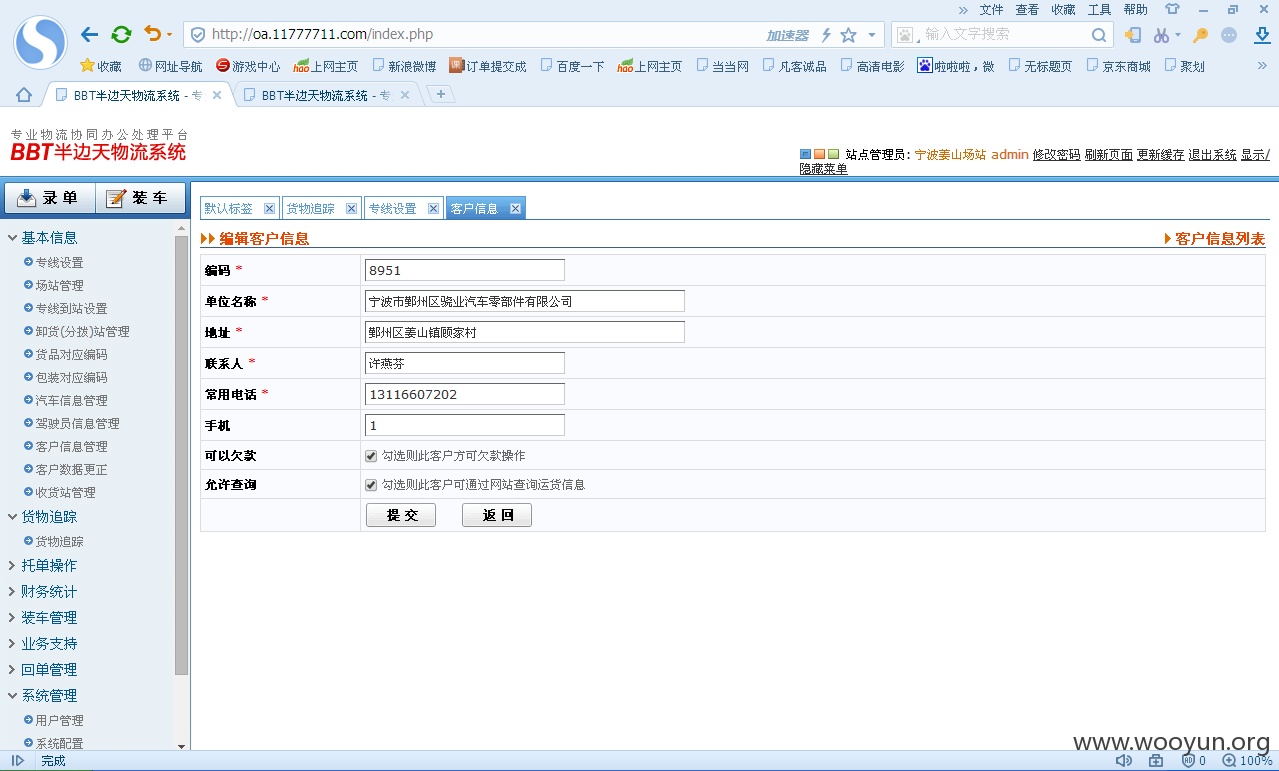 » 文件 查看 收藏 工具 帮助
http://oa.11777711.com/index.php 加速器 输入文字搜索
收藏 网址导航 游戏中心 hao上网主页 新浪微博 订单提交成 百度一下 hao上网主页 当当网 凡客诚品 高清电影 啦啦啦，微 无标题页 京东商城 聚划 »
BBT半边天物流系统 - 专 BBT半边天物流系统 - 专
专业物流协同办公处理平台
BBT半边天物流系统
站点管理员: 宁波姜山场站 admin 修改密码 刷新页面 更新缓存 退出系统 显示/
隐藏菜单
录 单 装 车
默认标签 货物追踪 专线设置 客户信息
编辑客户信息 客户信息列表
基本信息
专线设置
场站管理
专线到站设置
卸货(分拨)站管理
货品对应编码
包装对应编码
汽车信息管理
驾驶员信息管理
客户信息管理
客户数据更正
收货站管理
货物追踪
货物追踪
托单操作
财务统计
装车管理
业务支持
回单管理
系统管理
用户管理
系统配置
编码 * 8951
单位名称 * 宁波市鄞州区骁业汽车零部件有限公司
地址 * 鄞州区姜山镇顾家村
联系人 * 许燕芬
常用电话 * 13116607202
手机 1
可以欠款 勾选则此客户方可欠款操作
允许查询 勾选则此客户可通过网站查询运货信息
提 交 返 回
www.wooyun.org
完成 0 100%